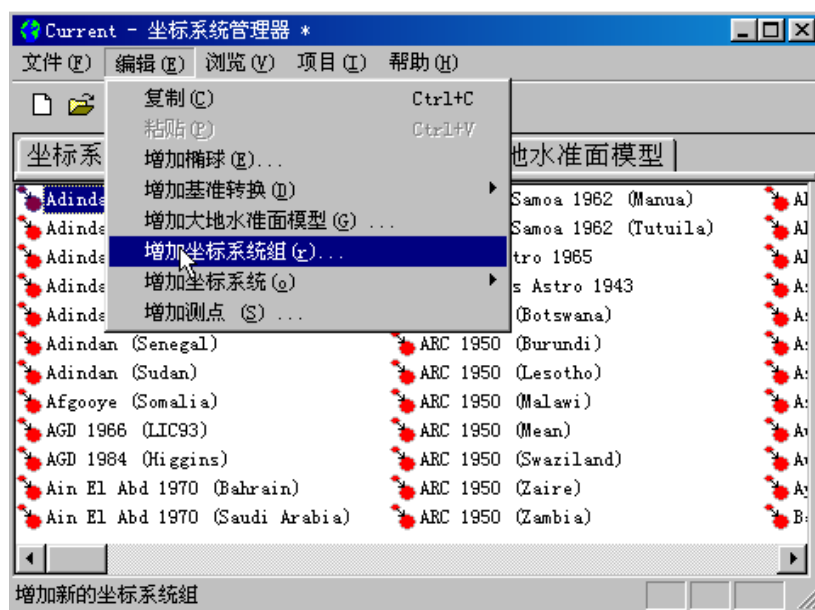 Current - 坐标系统管理器 *
文件(F) 编辑(E) 浏览(V) 项目(I) 帮助(H)
复制(C) Ctrl+C
粘贴(P) Ctrl+V
增加椭球(E)...
增加基准转换(D)
增加大地水准面模型(G) ...
增加坐标系统组(r)...
增加坐标系统(o)
增加测点 (S) ...
坐标系 地水准面模型
Samoa 1962 (Manua)
Samoa 1962 (Tutuila)
tro 1965
s Astro 1943
(Botswana)
Adindan (Senegal) ARC 1950 (Burundi)
Adindan (Sudan) ARC 1950 (Lesotho)
Afgooye (Somalia) ARC 1950 (Malawi)
AGD 1966 (LIC93) ARC 1950 (Mean)
AGD 1984 (Higgins) ARC 1950 (Swaziland)
Ain El Abd 1970 (Bahrain) ARC 1950 (Zaire)
Ain El Abd 1970 (Saudi Arabia) ARC 1950 (Zambia)
增加新的坐标系统组